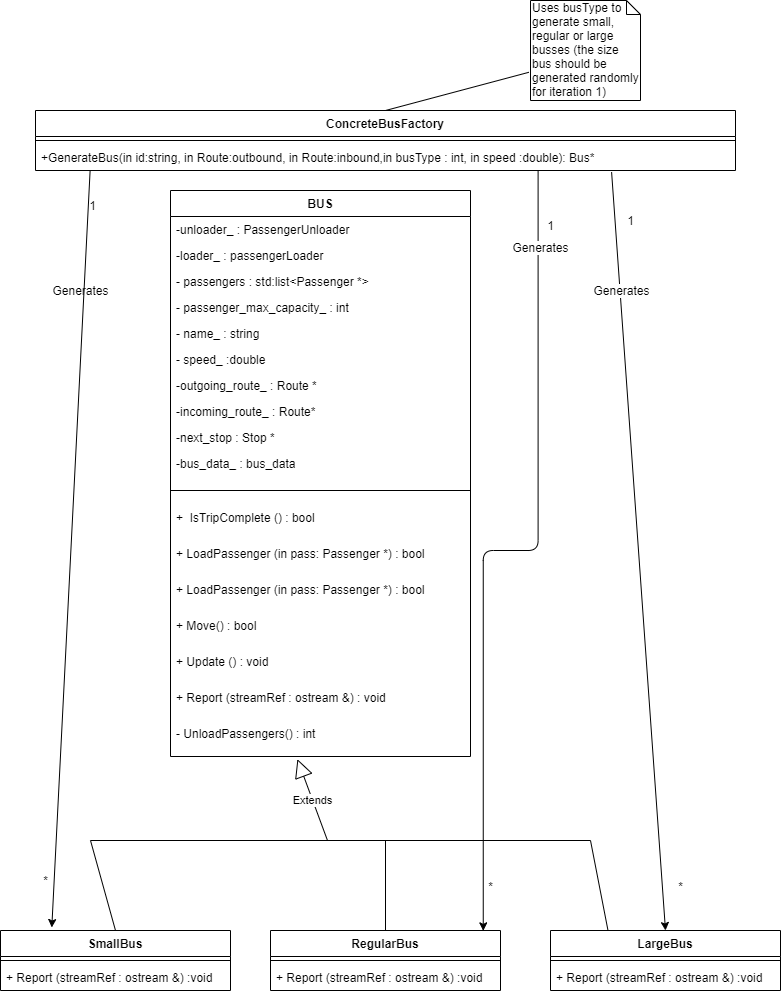 Uses busType to
generate small,
regular or large
busses (the size
bus should be
generated randomly
for iteration 1)
ConcreteBusFactory
+GenerateBus(in id:string, in Route:outbound, in Route:inbound,in busType : int, in speed :double): Bus*
1
1
1
Generates
Generates
Generates
BUS
-unloader_ : PassengerUnloader
-loader_ : passengerLoader
- passengers : std:list<Passenger *>
- passenger_max_capacity_ : int
- name_ : string
- speed_ :double
-outgoing_route_ : Route *
-incoming_route_ : Route*
-next_stop : Stop *
-bus_data_ : bus_data
+  IsTripComplete () : bool
+ LoadPassenger (in pass: Passenger *) : bool
+ LoadPassenger (in pass: Passenger *) : bool
+ Move() : bool
+ Update () : void
+ Report (streamRef : ostream &) : void
- UnloadPassengers() : int
Extends
*
*
*
SmallBus
+ Report (streamRef : ostream &) :void
RegularBus
+ Report (streamRef : ostream &) :void
LargeBus
+ Report (streamRef : ostream &) :void